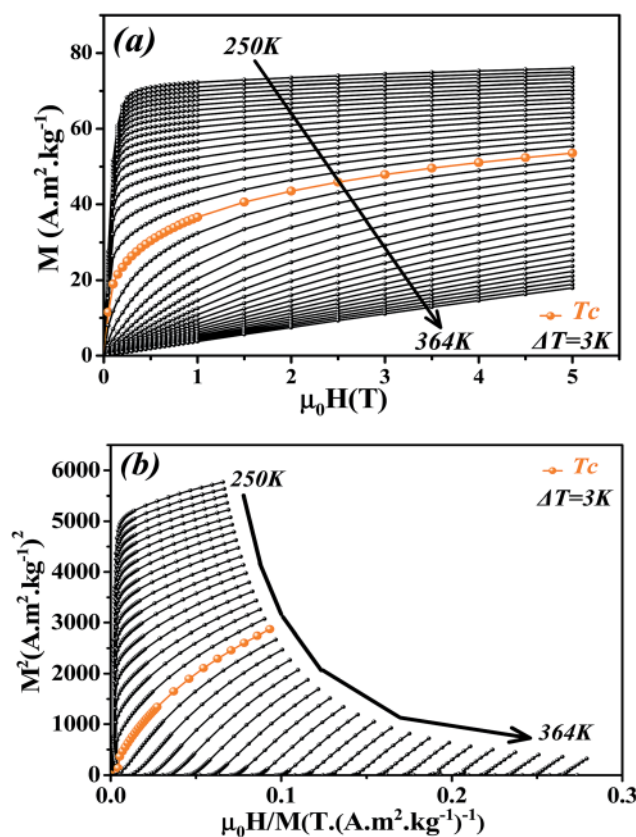 (a)
250K
80
60
40
20
0
M (A.m².kg⁻¹)
Tc
364K
ΔT=3K
0 1 2 3 4 5
μ₀H(T)
(b)
250K
Tc
ΔT=3K
6000
5000
4000
3000
2000
1000
0
M²(A.m².kg⁻¹)²
364K
0.0 0.1 0.2 0.3
μ₀H/M(T.(A.m².kg⁻¹)⁻¹)